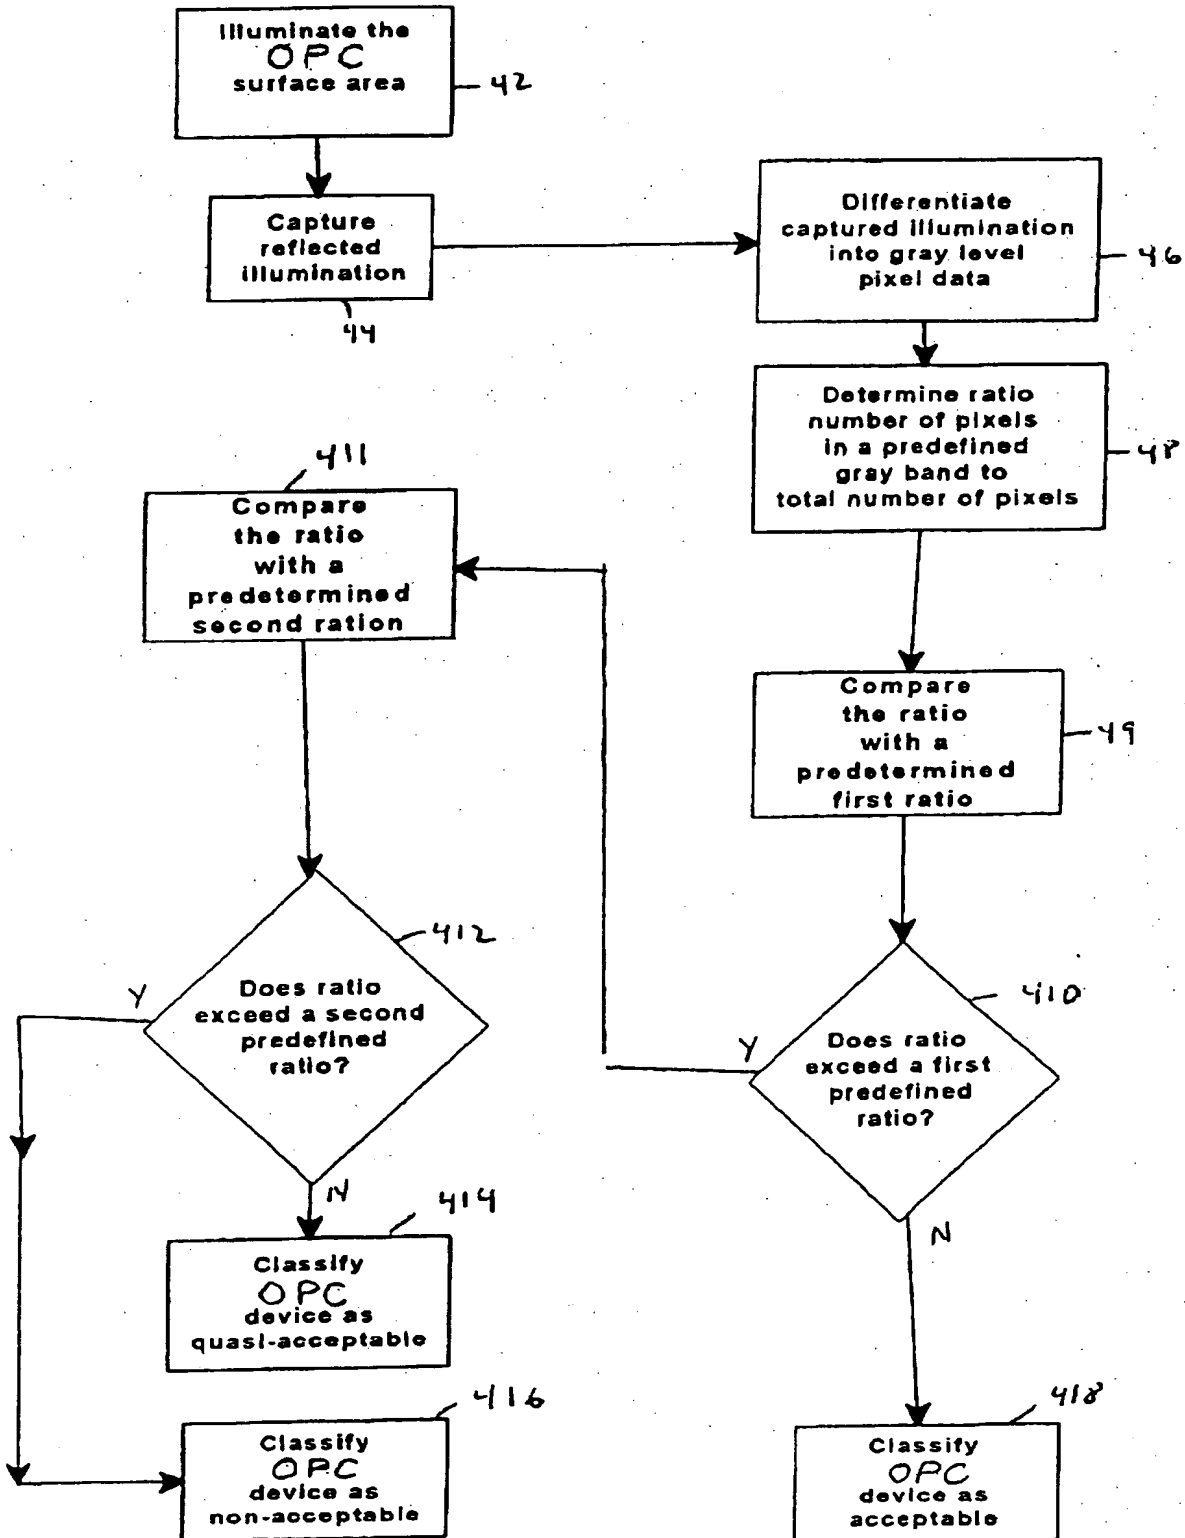 Illuminate the
OPC
surface area
42
Capture
reflected
illumination
44
Differentiate
captured illumination
into gray level
pixel data
46
Determine ratio
number of pixels
in a predefined
gray band to
total number of pixels
48
Compare
the ratio
with a
predetermined
first ratio
49
Does ratio
exceed a first
predefined
ratio?
410
Y
N
411
Compare
the ratio
with a
predetermined
second ration
Does ratio
exceed a second
predefined
ratio?
412
Y
N
414
Classify
OPC
device as
quasi-acceptable
416
Classify
OPC
device as
non-acceptable
418
Classify
OPC
device as
acceptable